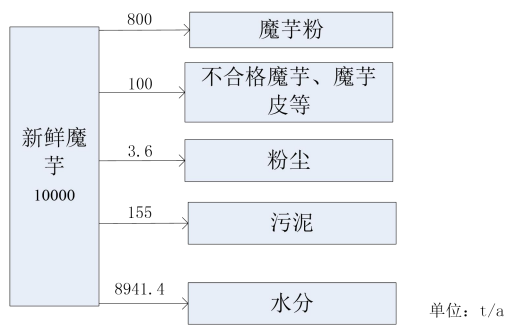 新鲜魔
芋
10000
800
魔芋粉
100
不合格魔芋、魔芋
皮等
3.6
粉尘
155
污泥
8941.4
水分
单位：t/a